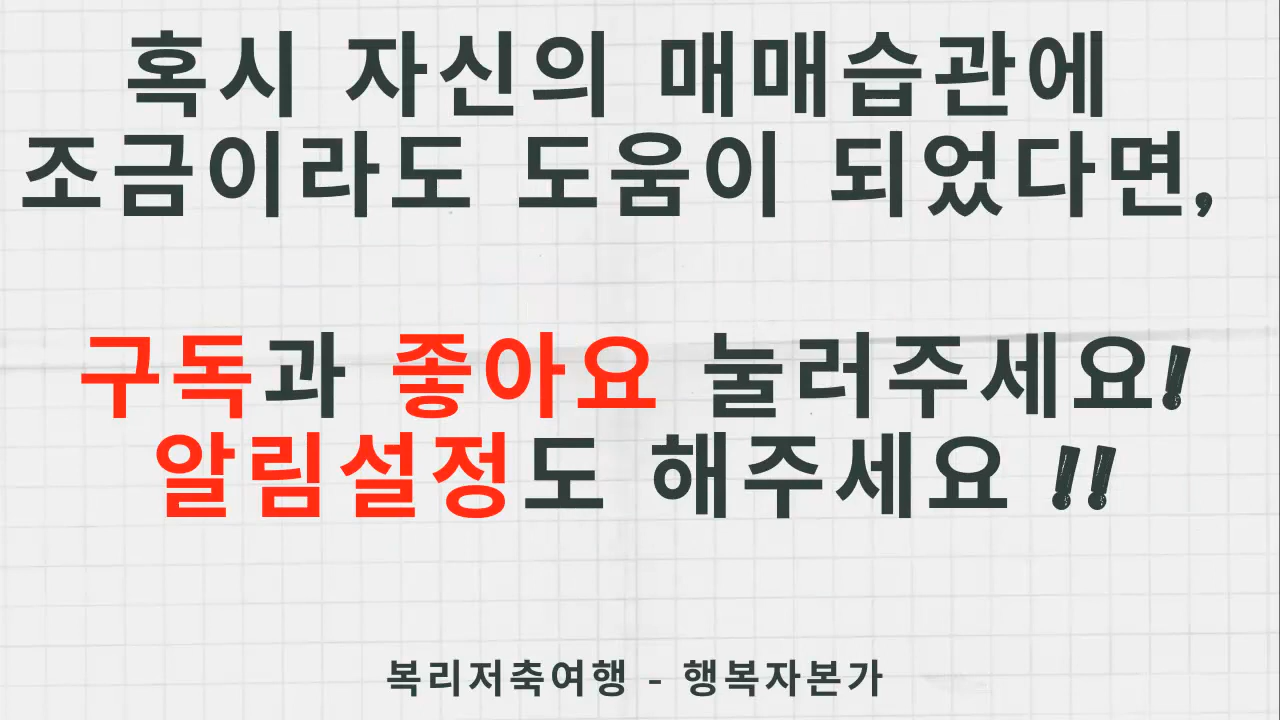 혹시 자신의 매매습관에
조금이라도 도움이 되었다면,
구독과 좋아요 눌러주세요!
알림설정도 해주세요 !!
복리저축여행 - 행복자본가